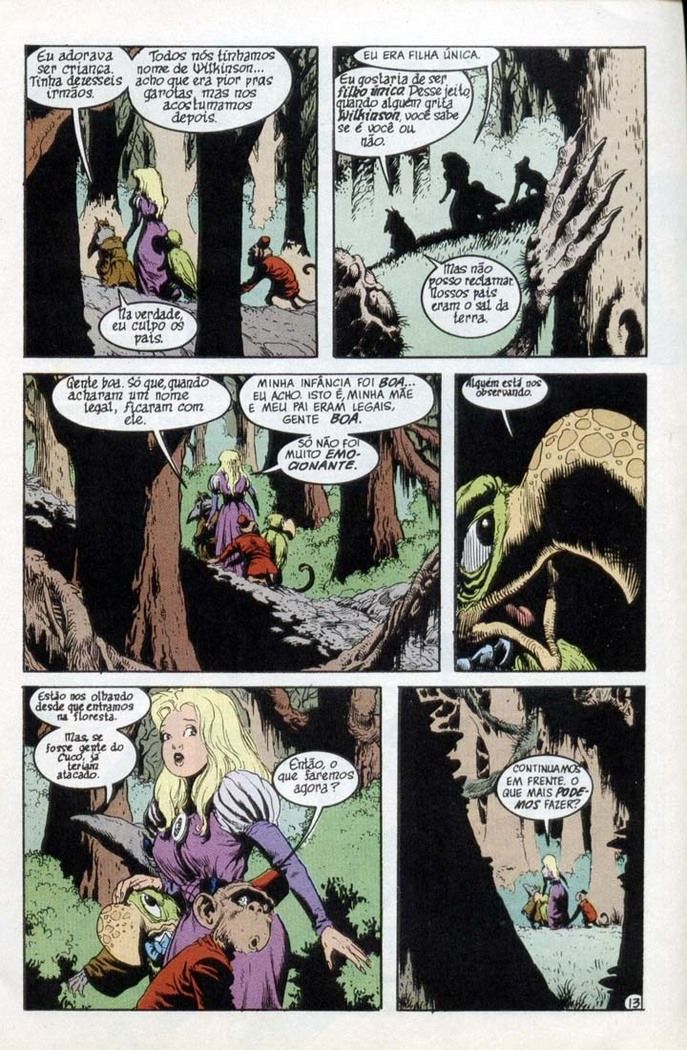 Eu adorava
ser criança.
Tinha dezesseis
irmãos.
Todos nós tínhamos
nome de Wilkinson...
acho que era pior pras
garotas, mas nos
acostumamos
depois.
Na verdade,
eu culpo os
pais.
EU ERA FILHA ÚNICA.
Eu gostaria de ser
filho único. Desse jeito,
quando alguém grita
Wilkinson, você sabe
se é você ou
não.
Mas não
posso reclamar.
Nossos pais
eram o sal da
terra.
Gente boa. Só que, quando
acharam um nome
legal, ficaram com
ele.
MINHA INFÂNCIA FOI BOA...
EU ACHO. ISTO É, MINHA MÃE
E MEU PAI ERAM LEGAIS,
GENTE BOA.
SÓ NÃO FOI
MUITO EMO-
CIONANTE.
Alguém está nos
observando.
Estão nos olhando
desde que entramos
na floresta.
Mas, se
fosse gente do
Cuco, já
teriam
atacado.
Então, o
que faremos
agora?
CONTINUAMOS
EM FRENTE. O
QUE MAIS PODE-
MOS FAZER?
13